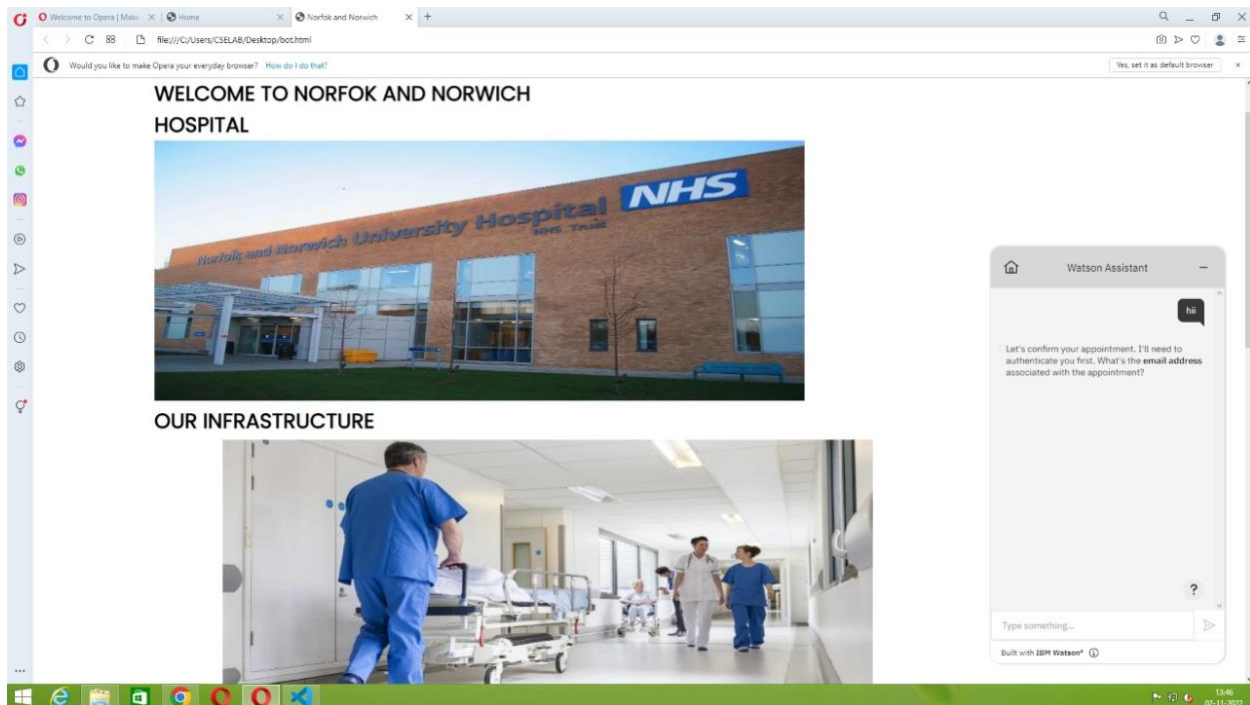 Welcome to Opera | Make
Home
Norfok and Norwich
file:///C:/Users/CSELAB/Desktop/bot.html
Would you like to make Opera your everyday browser? How do I do that?
Yes, set it as default browser
WELCOME TO NORFOK AND NORWICH
HOSPITAL
NHS
Norfolk and Norwich University Hospital
NHS Trust
Watson Assistant
hii
Let's confirm your appointment. I'll need to
authenticate you first. What's the email address
associated with the appointment?
OUR INFRASTRUCTURE
?
Type something...
Built with IBM Watson®
13:46
02-11-2022